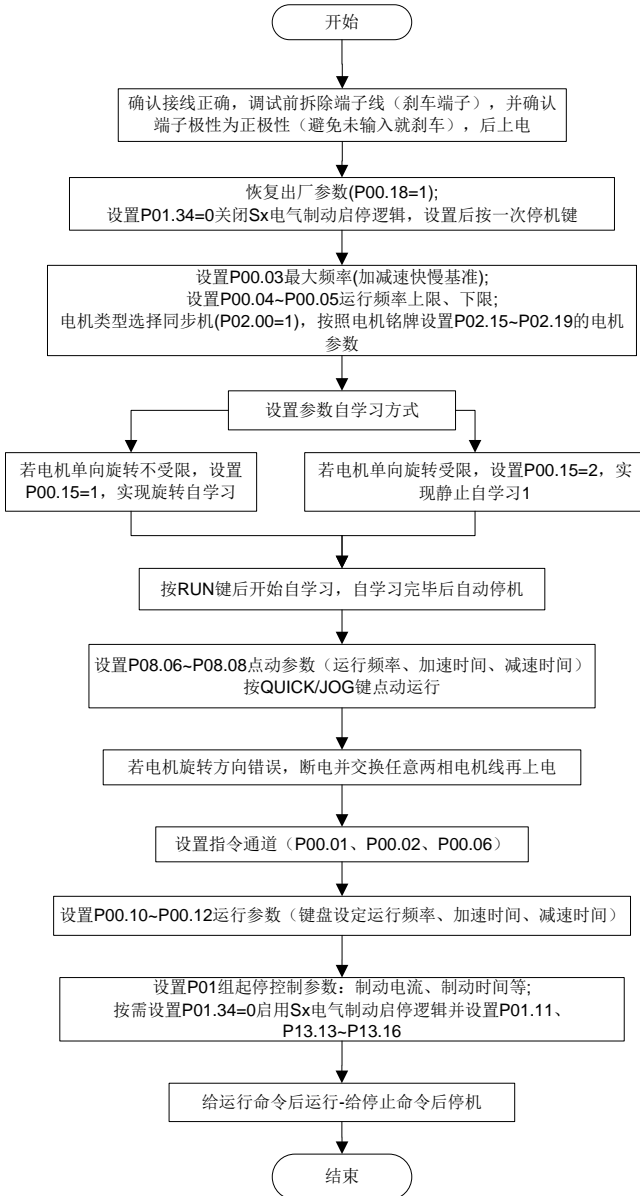 开始
确认接线正确，调试前拆除端子线（刹车端子），并确认
端子极性为正极性（避免未输入就刹车），后上电
恢复出厂参数(P00.18=1);
设置P01.34=0关闭Sx电气制动启停逻辑，设置后按一次停机键
设置P00.03最大频率(加减速快慢基准);
设置P00.04~P00.05运行频率上限、下限;
电机类型选择同步机(P02.00=1)，按照电机铭牌设置P02.15~P02.19的电机
参数
设置参数自学习方式
若电机单向旋转不受限，设置
P00.15=1，实现旋转自学习
若电机单向旋转受限，设置P00.15=2，实
现静止自学习1
按RUN键后开始自学习，自学习完毕后自动停机
设置P08.06~P08.08点动参数（运行频率、加速时间、减速时间）
按QUICK/JOG键点动运行
若电机旋转方向错误，断电并交换任意两相电机线再上电
设置指令通道（P00.01、P00.02、P00.06）
设置P00.10~P00.12运行参数（键盘设定运行频率、加速时间、减速时间）
设置P01组起停控制参数：制动电流、制动时间等;
按需设置P01.34=0启用Sx电气制动启停逻辑并设置P01.11、
P13.13~P13.16
给运行命令后运行-给停止命令后停机
结束